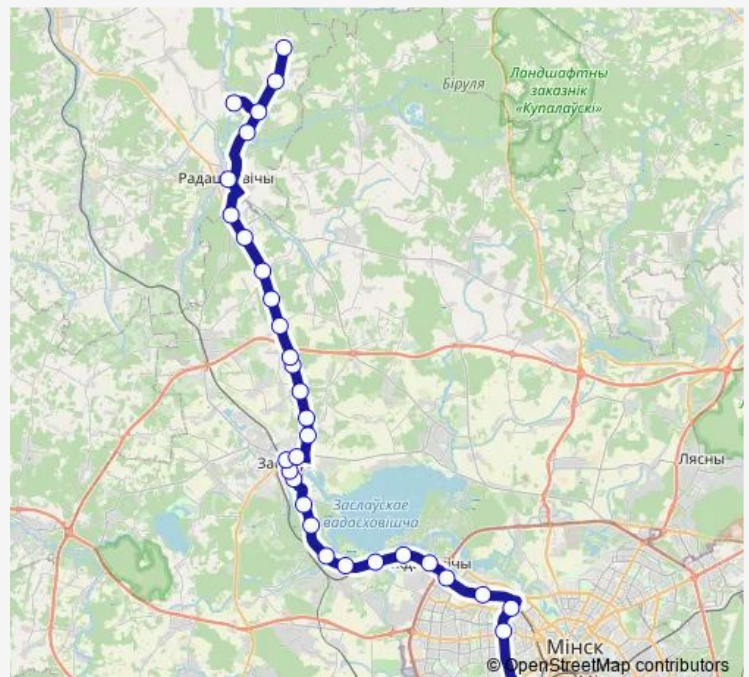 Біруля
Ландшафтны
заказнік
«Купалаўскі»
Лясны
Заслаўскае
вадасховішча
Мінск
© OpenStreetMap contributors